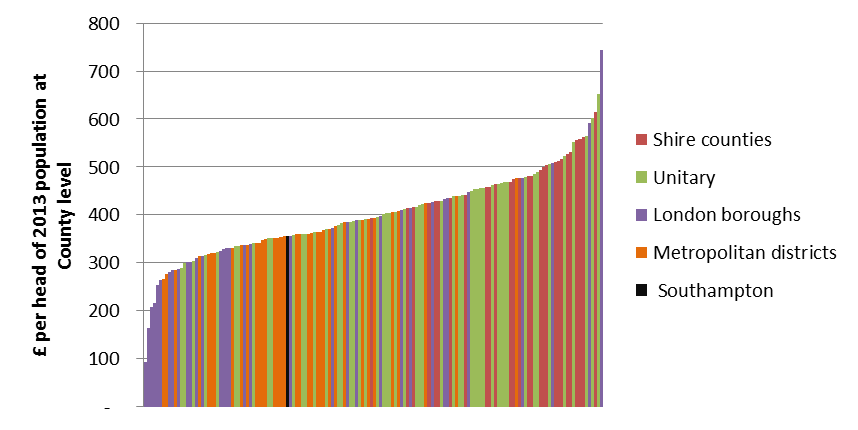 800
700
600
500
400
300
200
100
-
£ per head of 2013 population at
County level
Shire counties
Unitary
London boroughs
Metropolitan districts
Southampton